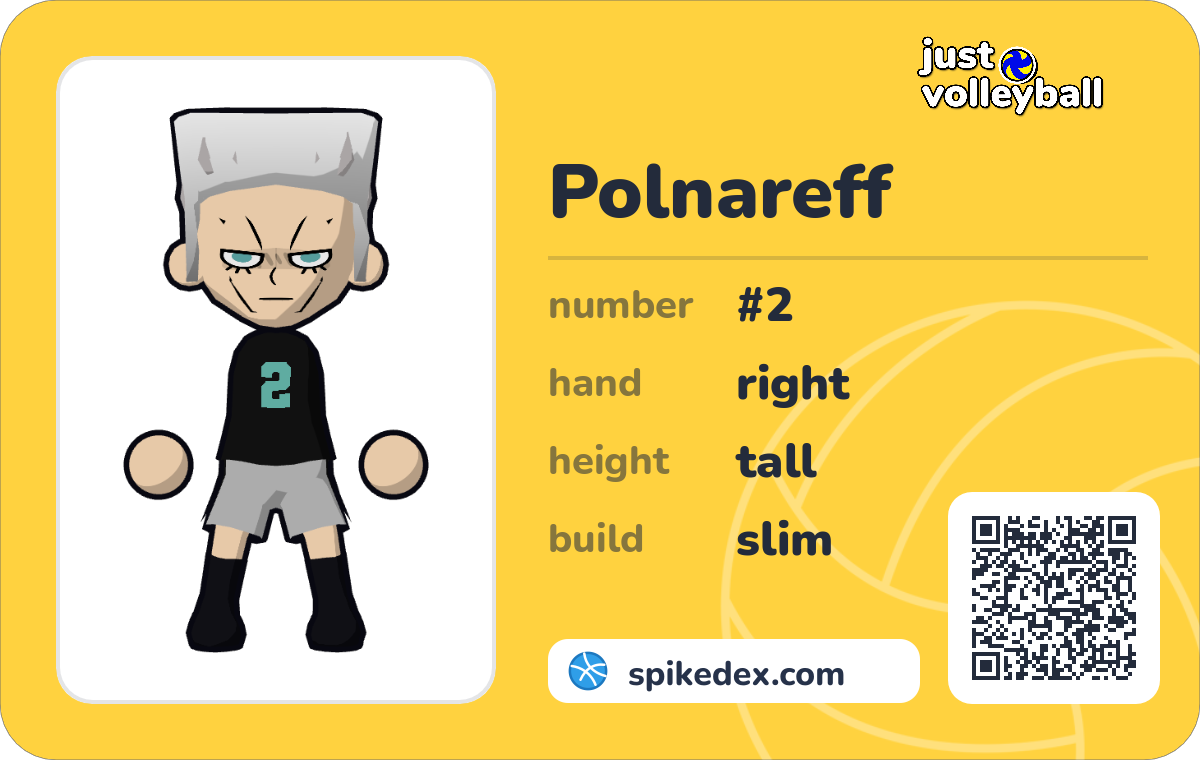 just
volleyball
Polnareff
number #2
hand right
height tall
build slim
2
spikedex.com